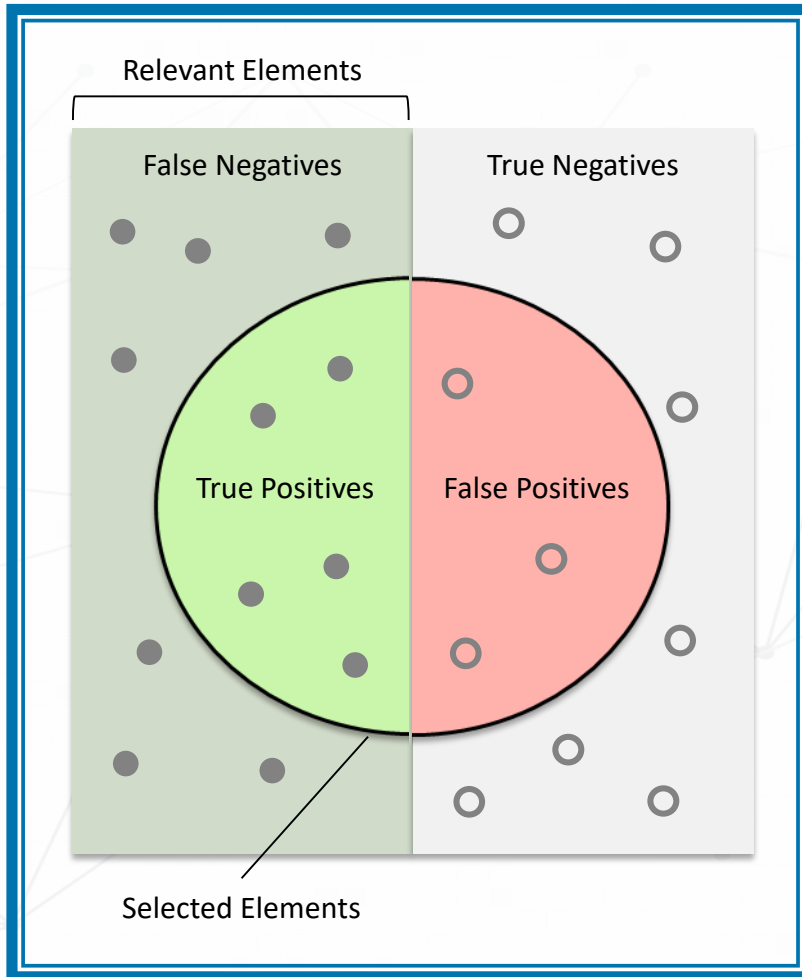 Relevant Elements
False Negatives
True Negatives
True Positives
False Positives
Selected Elements